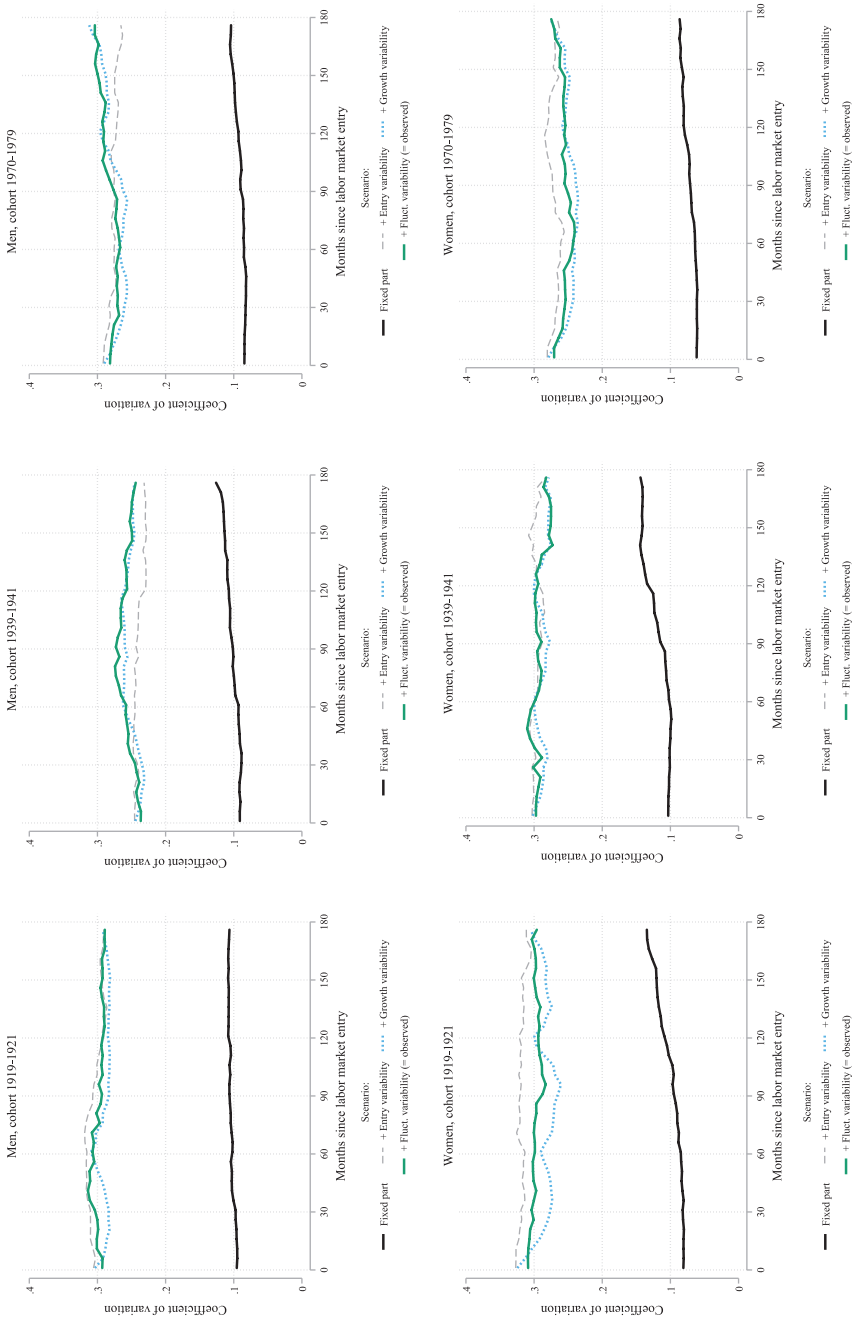 Men, cohort 1919-1921
Coefficient of variation
.4
.3
.2
.1
0
0 30 60 90 120 150 180
Months since labor market entry
Scenario:
Fixed part + Entry variability + Growth variability
+ Fluct. variability (= observed)
Men, cohort 1939-1941
Coefficient of variation
.4
.3
.2
.1
0
0 30 60 90 120 150 180
Months since labor market entry
Scenario:
Fixed part + Entry variability + Growth variability
+ Fluct. variability (= observed)
Men, cohort 1970-1979
Coefficient of variation
.4
.3
.2
.1
0
0 30 60 90 120 150 180
Months since labor market entry
Scenario:
Fixed part + Entry variability + Growth variability
+ Fluct. variability (= observed)
Women, cohort 1919-1921
Coefficient of variation
.4
.3
.2
.1
0
0 30 60 90 120 150 180
Months since labor market entry
Scenario:
Fixed part + Entry variability + Growth variability
+ Fluct. variability (= observed)
Women, cohort 1939-1941
Coefficient of variation
.4
.3
.2
.1
0
0 30 60 90 120 150 180
Months since labor market entry
Scenario:
Fixed part + Entry variability + Growth variability
+ Fluct. variability (= observed)
Women, cohort 1970-1979
Coefficient of variation
.4
.3
.2
.1
0
0 30 60 90 120 150 180
Months since labor market entry
Scenario:
Fixed part + Entry variability + Growth variability
+ Fluct. variability (= observed)